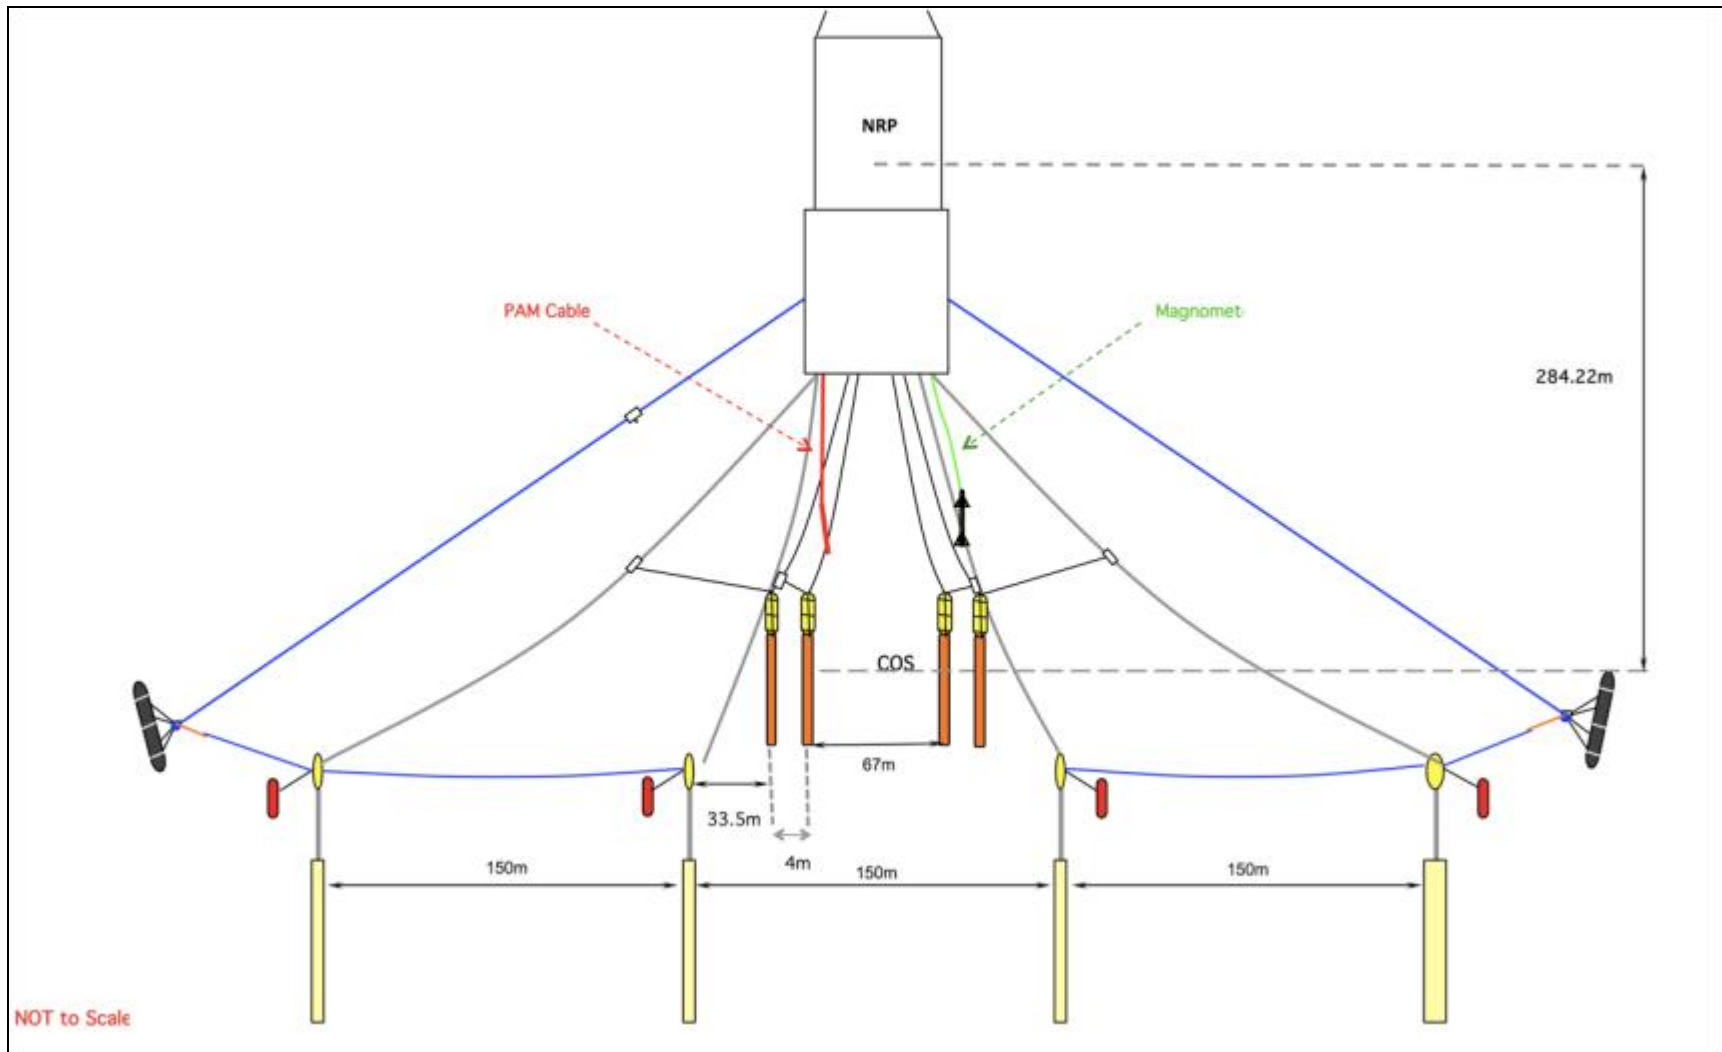 NRP
PAM Cable
Magnomet
284.22m
COS
67m
33.5m
4m
150m
150m
150m
NOT to Scale